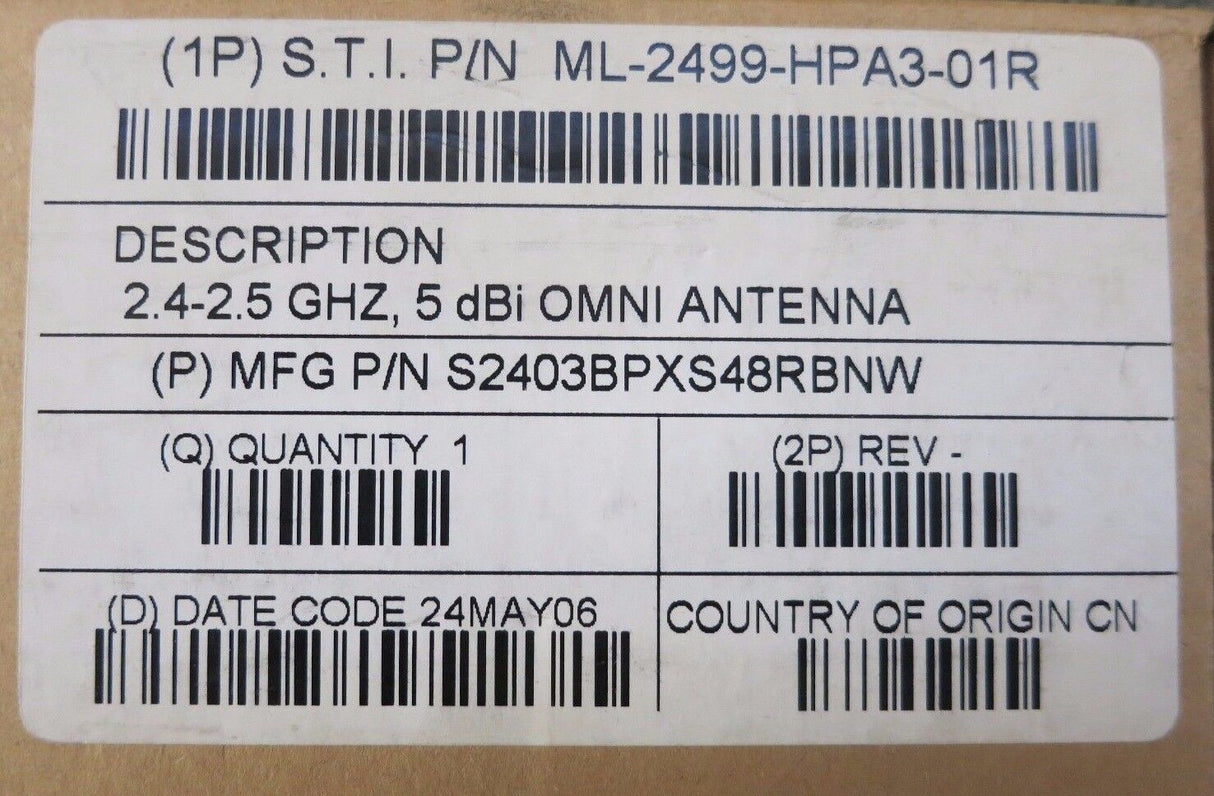 (1P) S.T.I. P/N ML-2499-HPA3-01R
DESCRIPTION
2.4-2.5 GHZ, 5 dBi OMNI ANTENNA
(P) MFG P/N S2403BPXS48RBNW
(Q) QUANTITY 1
(2P) REV -
(D) DATE CODE 24MAY06
COUNTRY OF ORIGIN CN